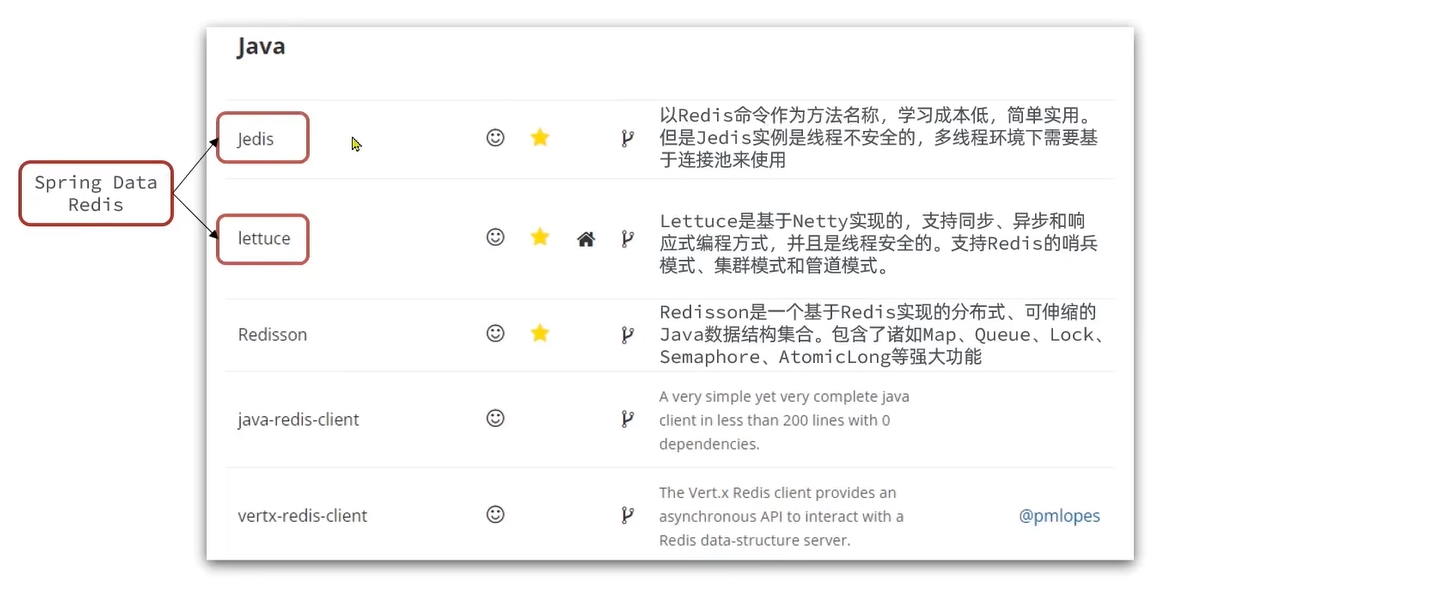 Java
Spring Data
Redis
Jedis
以Redis命令作为方法名称，学习成本低，简单实用。
但是Jedis实例是线程不安全的，多线程环境下需要基
于连接池来使用
lettuce
Lettuce是基于Netty实现的，支持同步、异步和响
应式编程方式，并且是线程安全的。支持Redis的哨兵
模式、集群模式和管道模式。
Redisson
Redisson是一个基于Redis实现的分布式、可伸缩的
Java数据结构集合。包含了诸如Map、Queue、Lock、
Semaphore、AtomicLong等强大功能
java-redis-client
A very simple yet very complete java
client in less than 200 lines with 0
dependencies.
vertx-redis-client
The Vert.x Redis client provides an
asynchronous API to interact with a
Redis data-structure server.
@pmlopes